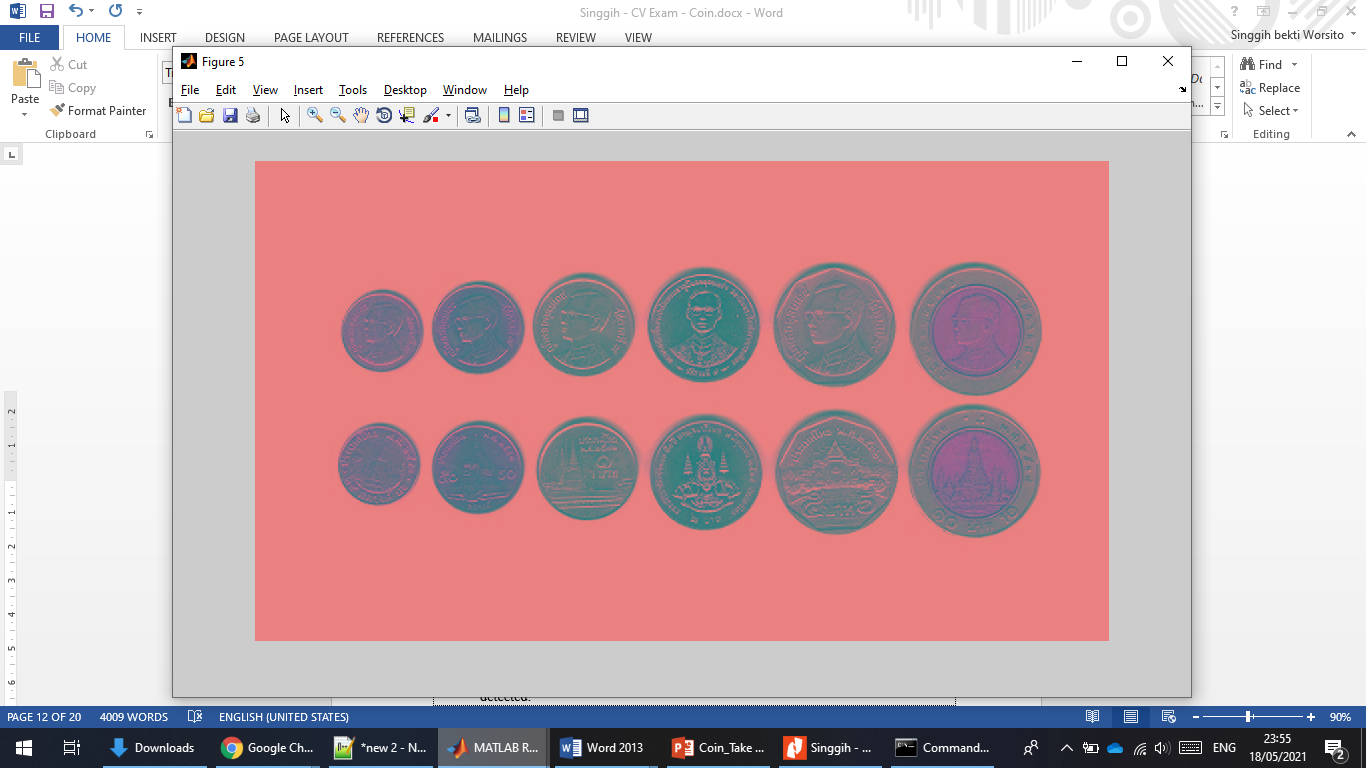 Singgih - CV Exam - Coin.docx - Word
FILE
HOME
INSERT
DESIGN
PAGE LAYOUT
REFERENCES
MAILINGS
REVIEW
VIEW
Singgih bekti Worsito
Paste
Cut
Copy
Format Painter
Clipboard
Find
Replace
Select
Editing
Figure 5
File Edit View Insert Tools Desktop Window Help
detected.
PAGE 12 OF 20
4009 WORDS
ENGLISH (UNITED STATES)
90%
Downloads
Google Ch...
*new 2 - N...
MATLAB R...
Word 2013
Coin_Take ...
Singgih - ...
Command...
ENG
23:55
18/05/2021
2